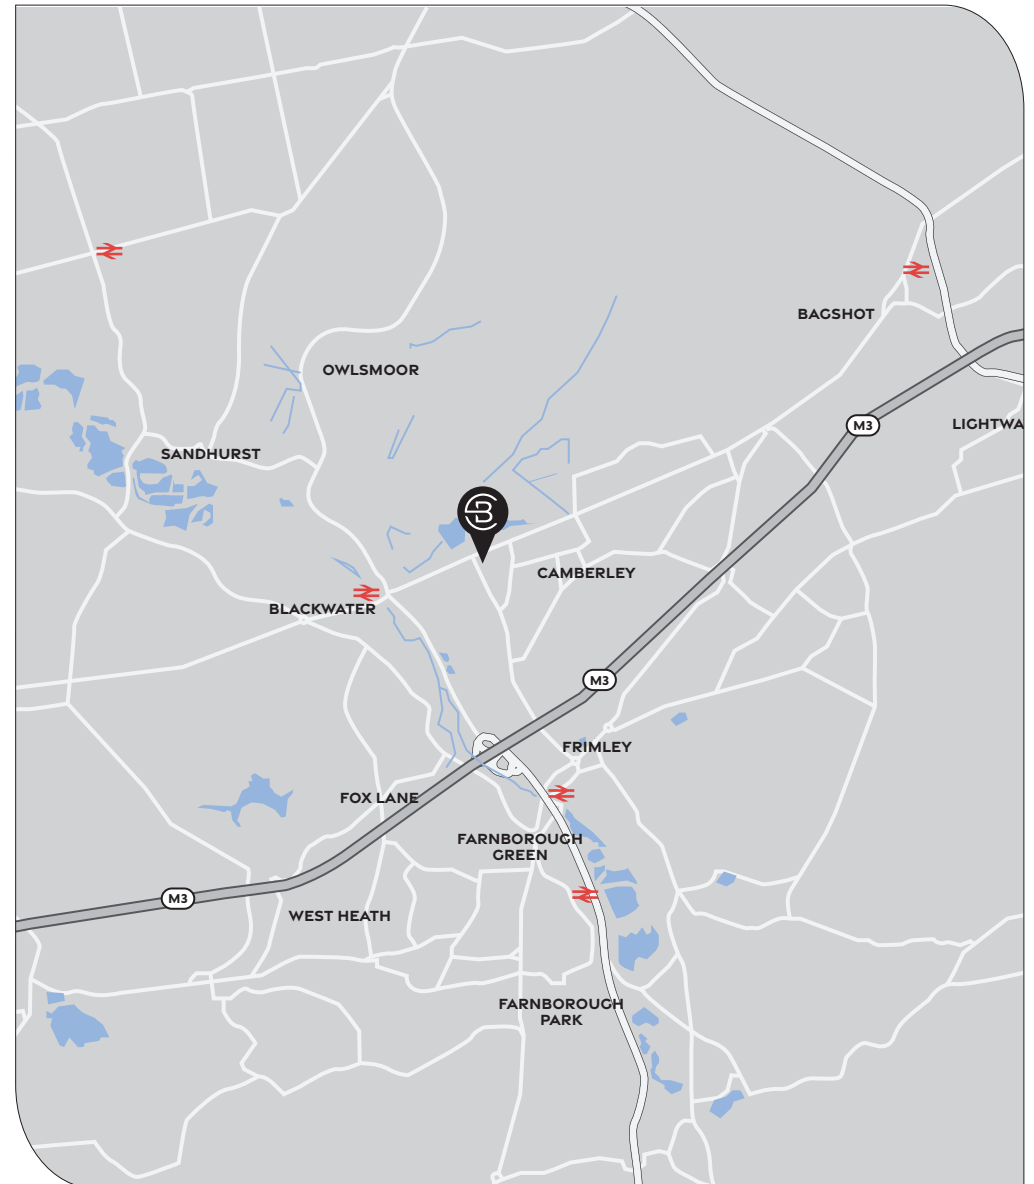 BAGSHOT
OWLSMOOR
M3
LIGHTWA
SANDHURST
B
CAMBERLEY
BLACKWATER
M3
FRIMLEY
FOX LANE
FARNBOROUGH
GREEN
M3
WEST HEATH
FARNBOROUGH
PARK